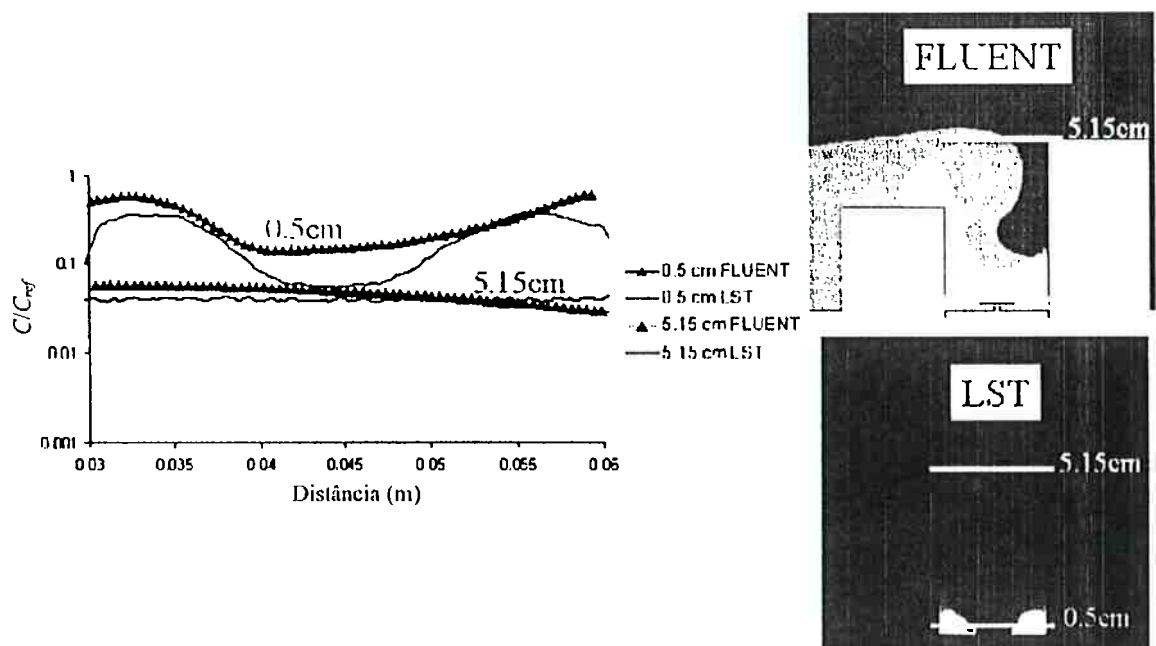 1
0.1
0.01
0.001
C/Cref
0.03
0.035
0.04
0.045
0.05
0.055
0.06
Distância (m)
0.5cm
5.15cm
0.5 cm FLUENT
0.5 cm LST
5.15 cm FLUENT
5.15 cm LST
FLUENT
5.15cm
LST
5.15cm
0.5cm